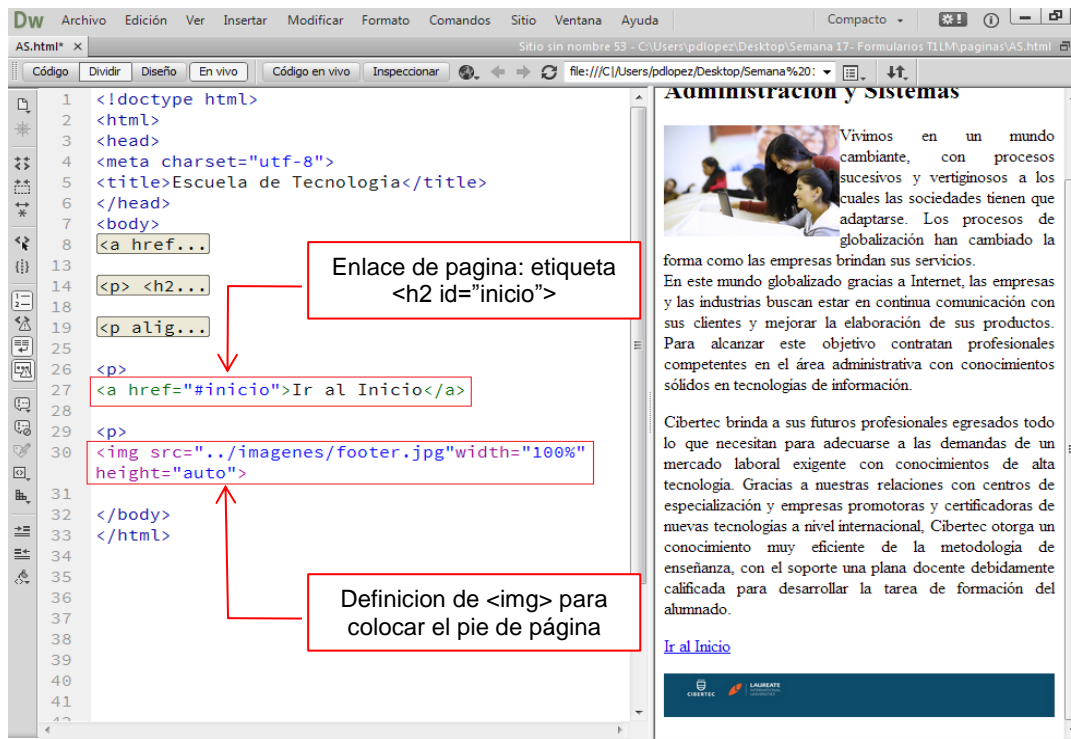 Dw Archivo Edición Ver Insertar Modificar Formato Comandos Sitio Ventana Ayuda Compacto
AS.html* × Sitio sin nombre 53 - C:\Users\pdlopez\Desktop\Semana 17- Formularios T1LM\paginas\AS.html
Código Dividir Diseño En vivo Código en vivo Inspeccionar file:///C|/Users/pdlopez/Desktop/Semana%20:
1 <!doctype html>
2 <html>
3 <head>
4 <meta charset="utf-8">
5 <title>Escuela de Tecnologia</title>
6 </head>
7 <body>
8 <a href...
13
14 <p> <h2...
18
19 <p alig...
25
26 <p>
27 <a href="#inicio">Ir al Inicio</a>
28
29 <p>
30 <img src="../imagenes/footer.jpg"width="100%"
height="auto">
31
32 </body>
33 </html>
34
35
36
37
38
39
40
41
42
Enlace de pagina: etiqueta
<h2 id=”inicio”>
Definicion de <img> para
colocar el pie de página
Administración y Sistemas
Vivimos en un mundo
cambiante, con procesos
sucesivos y vertiginosos a los
cuales las sociedades tienen que
adaptarse. Los procesos de
globalización han cambiado la
forma como las empresas brindan sus servicios.
En este mundo globalizado gracias a Internet, las empresas
y las industrias buscan estar en continua comunicación con
sus clientes y mejorar la elaboración de sus productos.
Para alcanzar este objetivo contratan profesionales
competentes en el área administrativa con conocimientos
sólidos en tecnologias de información.
Cibertec brinda a sus futuros profesionales egresados todo
lo que necesitan para adecuarse a las demandas de un
mercado laboral exigente con conocimientos de alta
tecnologia. Gracias a nuestras relaciones con centros de
especialización y empresas promotoras y certificadoras de
nuevas tecnologias a nivel internacional, Cibertec otorga un
conocimiento muy eficiente de la metodologia de
enseñanza, con el soporte una plana docente debidamente
calificada para desarrollar la tarea de formación del
alumnado.
Ir al Inicio
CIBERTEC LAUREATE
INTERNATIONAL
UNIVERSITIES